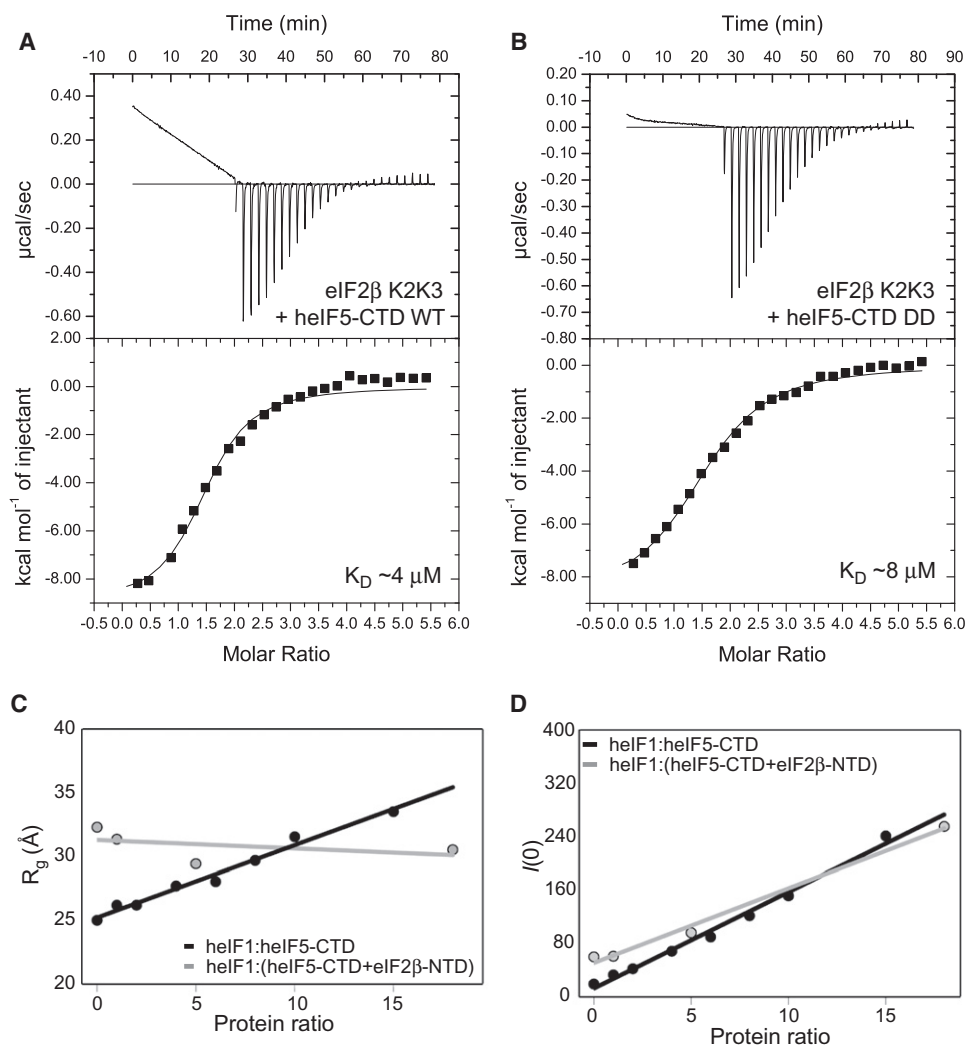 A
Time (min)
-10 0 10 20 30 40 50 60 70 80 90
0.40
0.20
0.00
-0.20
-0.40
-0.60
µcal/sec
eIF2β K2K3
+ heIF5-CTD WT
2.00
0.00
-2.00
-4.00
-6.00
-8.00
kcal mol⁻¹ of injectant
K_D ~4 µM
-0.5 0.0 0.5 1.0 1.5 2.0 2.5 3.0 3.5 4.0 4.5 5.0 5.5 6.0
Molar Ratio
B
Time (min)
-10 0 10 20 30 40 50 60 70 80 90
0.20
0.10
0.00
-0.10
-0.20
-0.30
-0.40
-0.50
-0.60
-0.70
-0.80
µcal/sec
eIF2β K2K3
+ heIF5-CTD DD
0.00
-2.00
-4.00
-6.00
-8.00
kcal mol⁻¹ of injectant
K_D ~8 µM
-0.5 0.0 0.5 1.0 1.5 2.0 2.5 3.0 3.5 4.0 4.5 5.0 5.5 6.0
Molar Ratio
C
40
35
30
25
20
R_g (Å)
heIF1:heIF5-CTD
heIF1:(heIF5-CTD+eIF2β-NTD)
0 5 10 15
Protein ratio
D
400
320
240
160
80
0
I(0)
heIF1:heIF5-CTD
heIF1:(heIF5-CTD+eIF2β-NTD)
0 5 10 15
Protein ratio